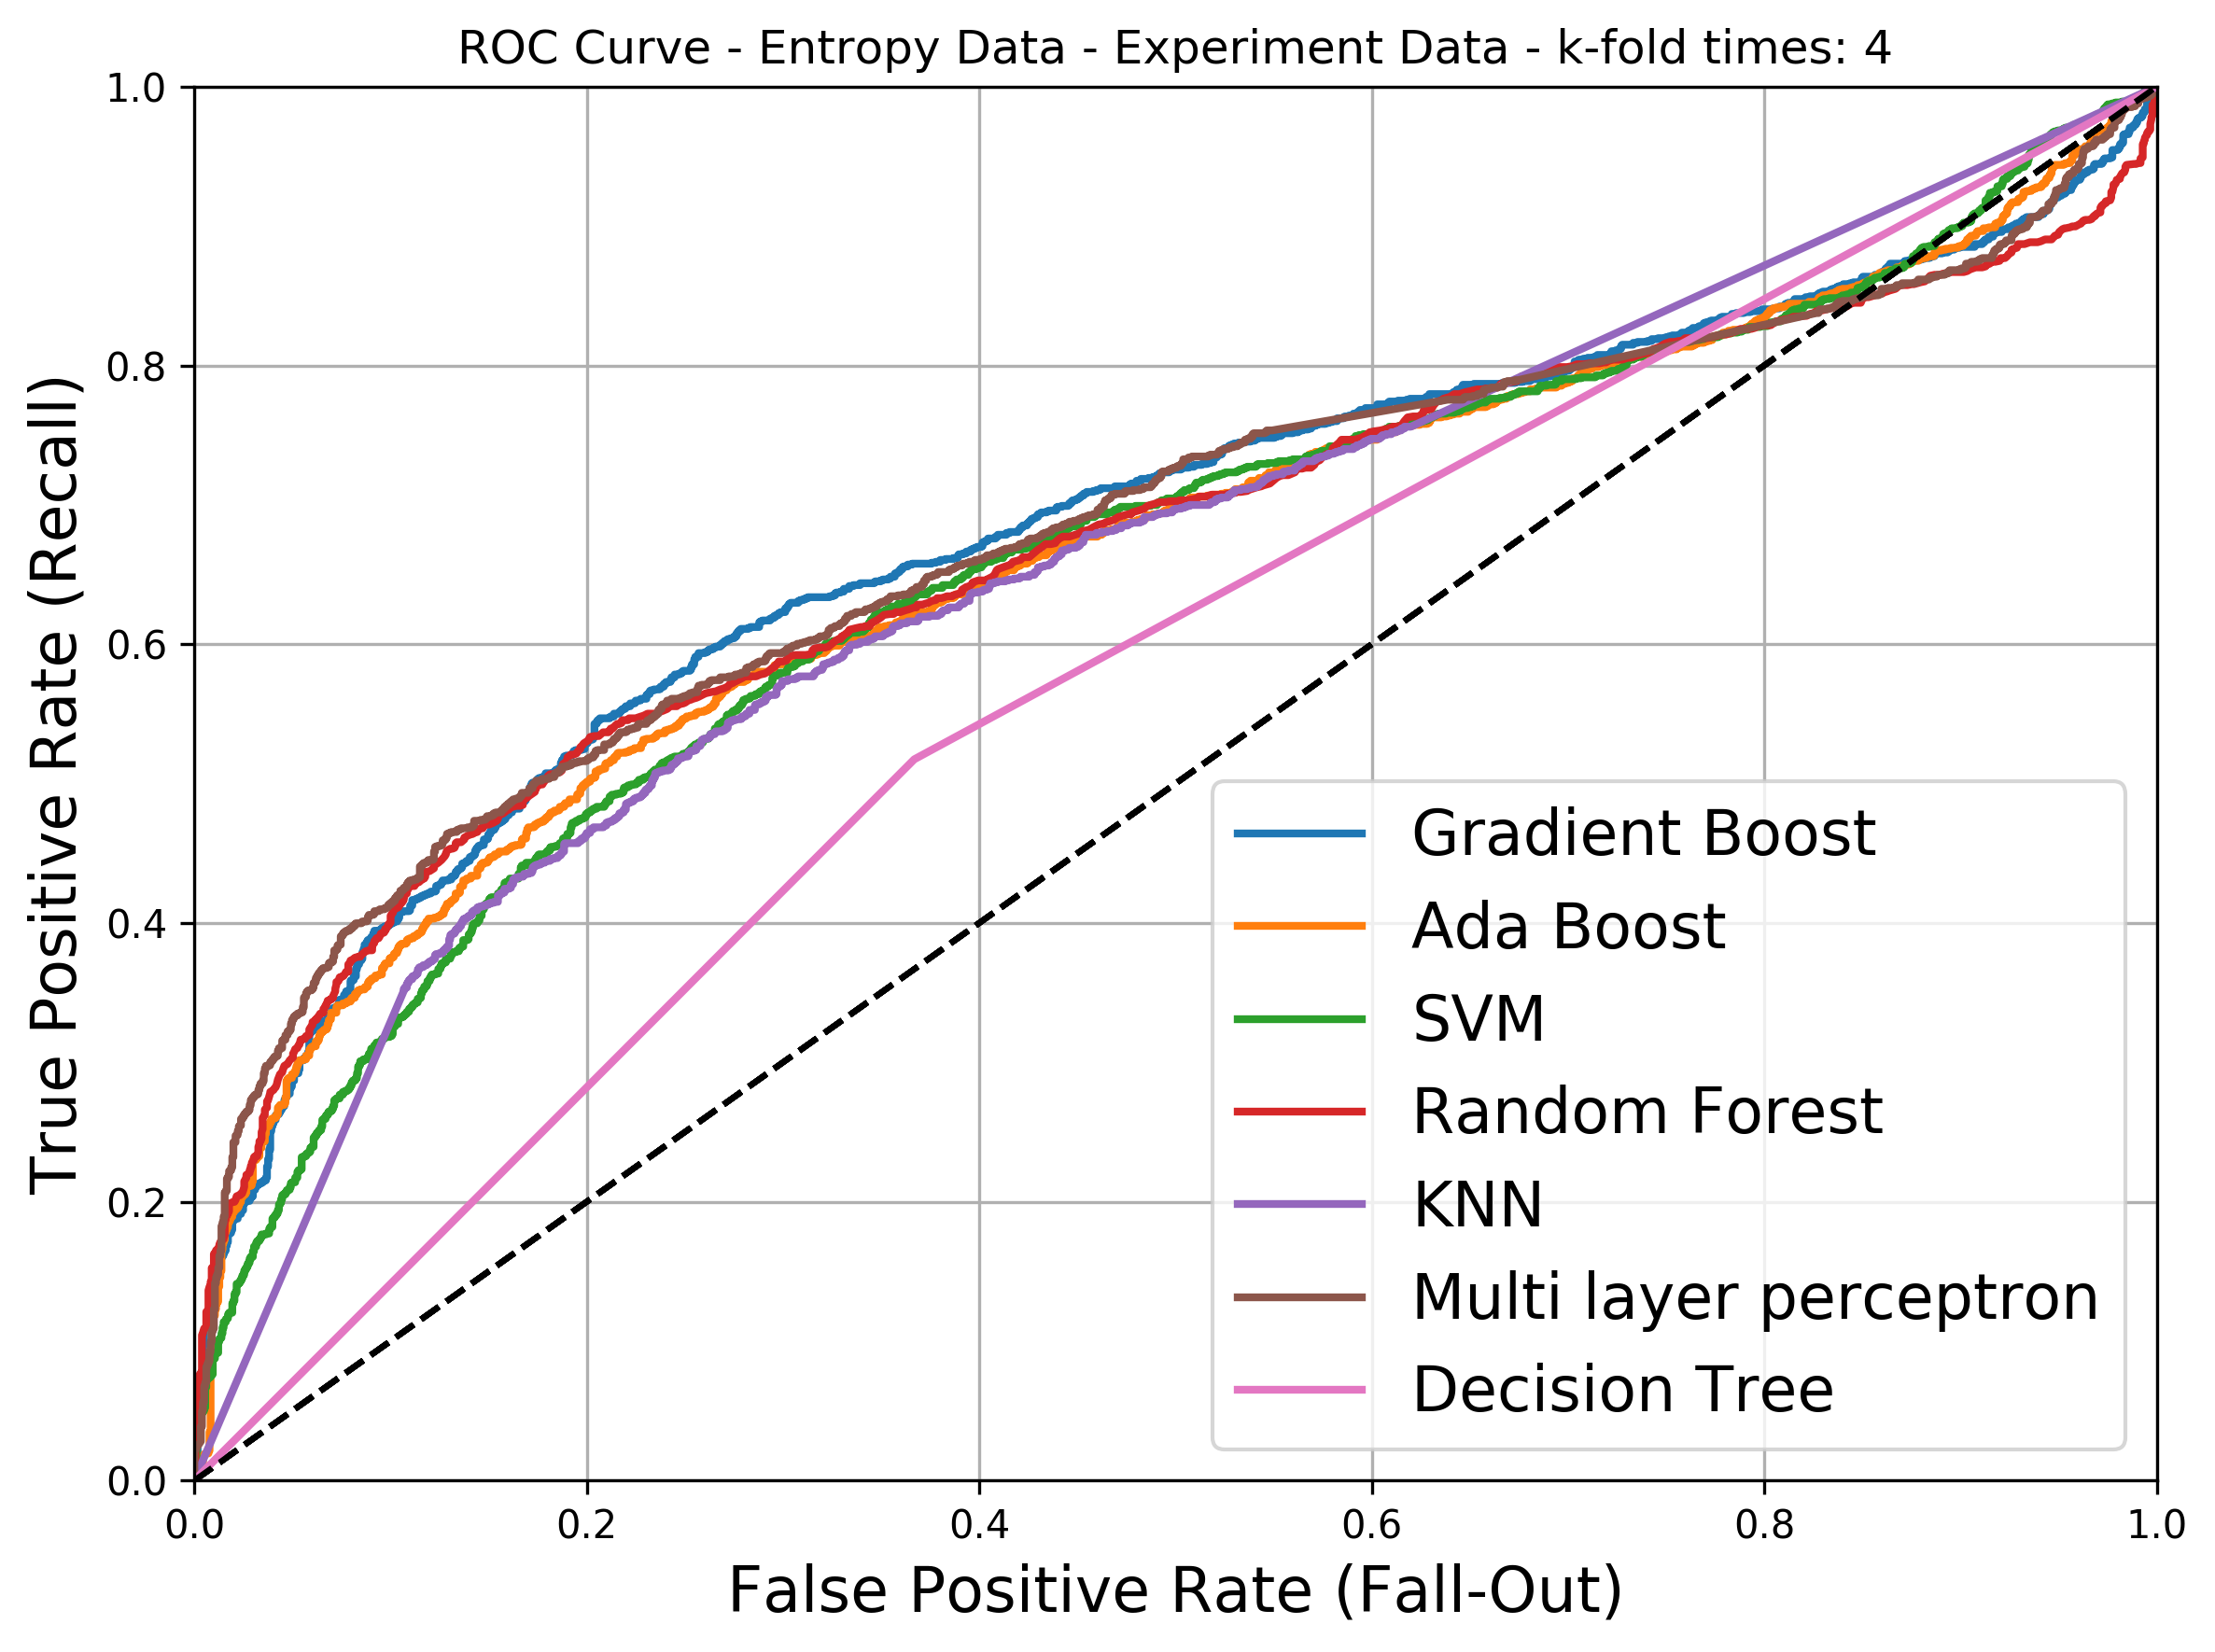 ROC Curve - Entropy Data - Experiment Data - k-fold times: 4
True Positive Rate (Recall)
1.0
0.8
0.6
0.4
0.2
0.0
Gradient Boost
Ada Boost
SVM
Random Forest
KNN
Multi layer perceptron
Decision Tree
0.0 0.2 0.4 0.6 0.8 1.0
False Positive Rate (Fall-Out)